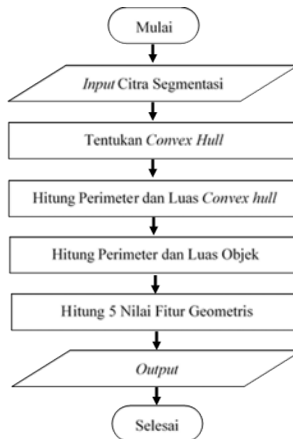 Mulai
Input Citra Segmentasi
Tentukan Convex Hull
Hitung Perimeter dan Luas Convex hull
Hitung Perimeter dan Luas Objek
Hitung 5 Nilai Fitur Geometris
Output
Selesai